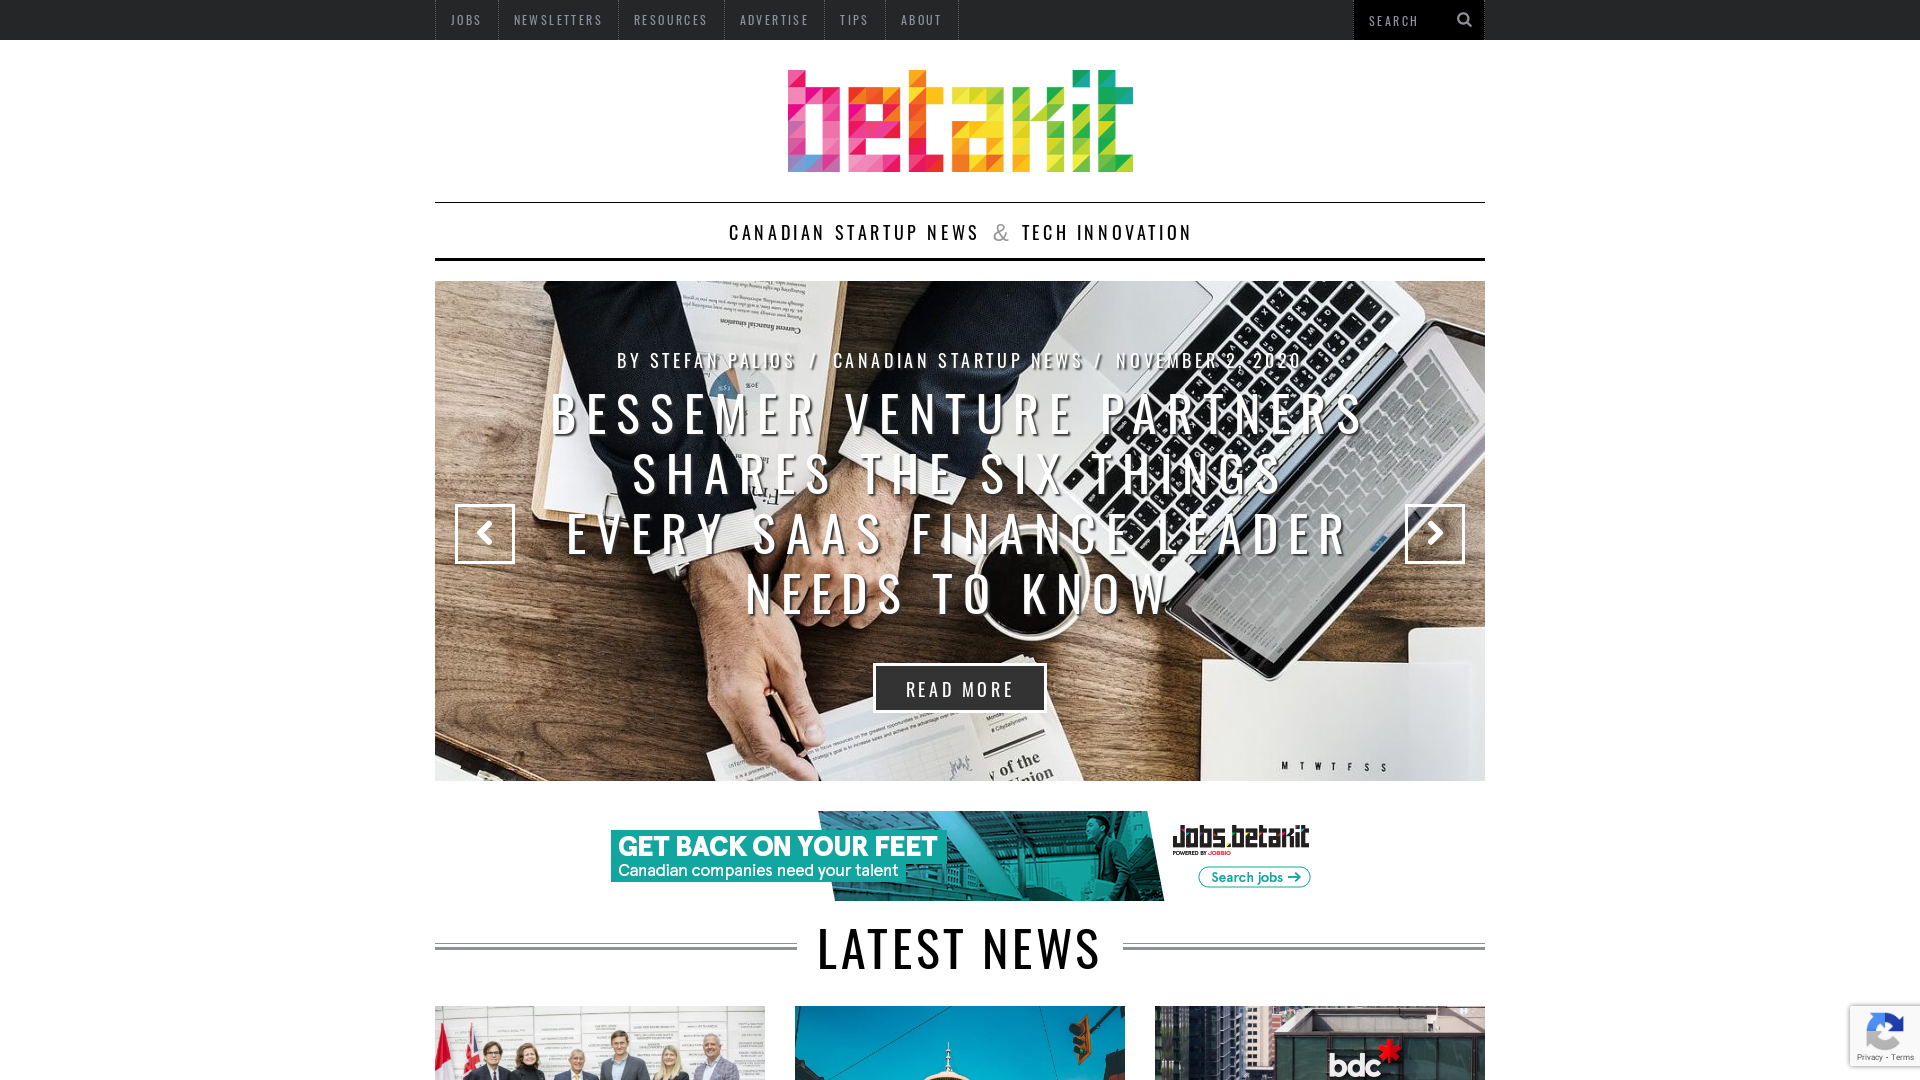 JOBS
NEWSLETTERS
RESOURCES
ADVERTISE
TIPS
ABOUT
SEARCH
betakit
CANADIAN STARTUP NEWS & TECH INNOVATION
BY STEFAN PALIOS / CANADIAN STARTUP NEWS / NOVEMBER 2, 2020
BESSEMER VENTURE PARTNERS
SHARES THE SIX THINGS
EVERY SAAS FINANCE LEADER
NEEDS TO KNOW
READ MORE
Current financial situation
M T W T F S S
GET BACK ON YOUR FEET
Canadian companies need your talent
Jobs.betakit
POWERED BY JOBBIO
Search jobs
LATEST NEWS
bdc
Privacy - Terms